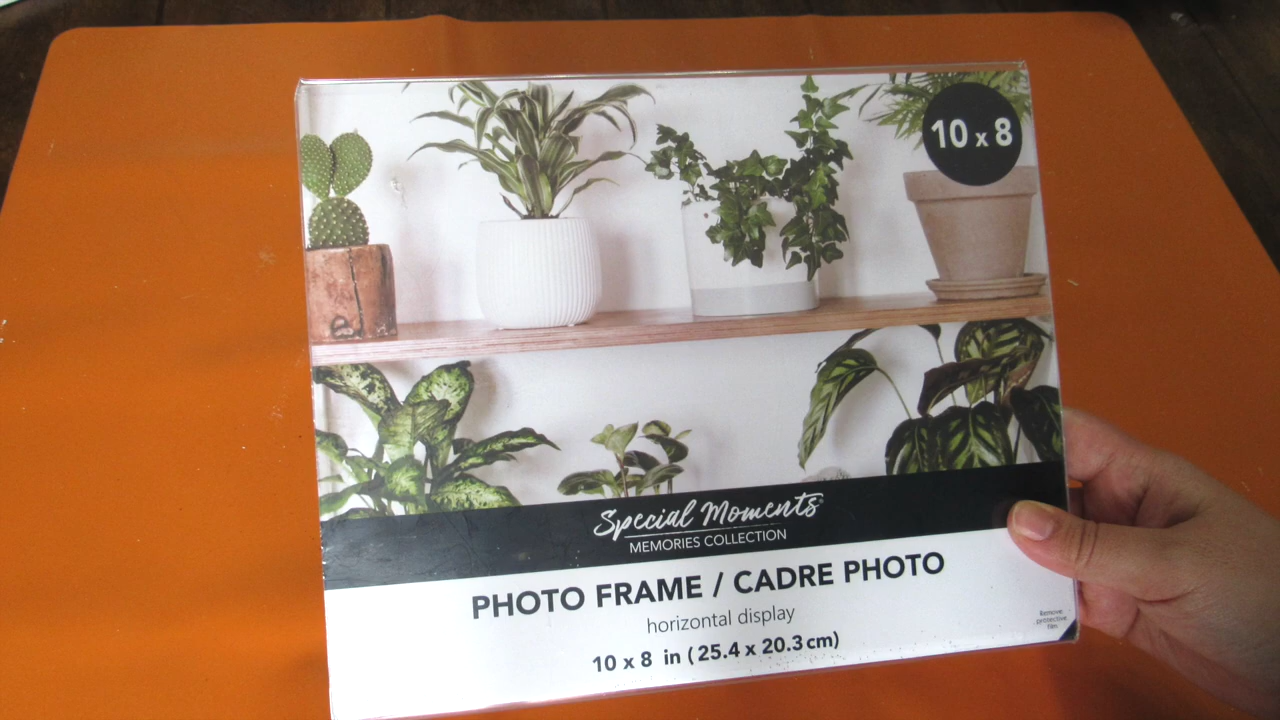 10 x 8
Special Moments®
MEMORIES COLLECTION
PHOTO FRAME / CADRE PHOTO
horizontal display
10 x 8 in (25.4 x 20.3 cm)
Remove
protective
film